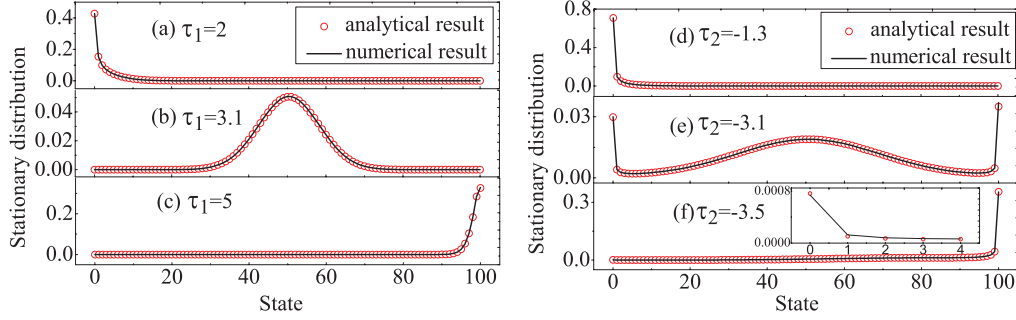 (a) τ1=2
analytical result
numerical result
0.4
0.2
0.0
(b) τ1=3.1
0.04
0.02
0.00
(c) τ1=5
0.2
0.0
0 20 40 60 80 100
State
Stationary distribution
(d) τ2=-1.3
analytical result
numerical result
0.8
0.4
0.0
(e) τ2=-3.1
0.03
0.00
(f) τ2=-3.5
0.0008
0.0000
0 1 2 3 4
0.3
0.0
0 20 40 60 80 100
State
Stationary distribution